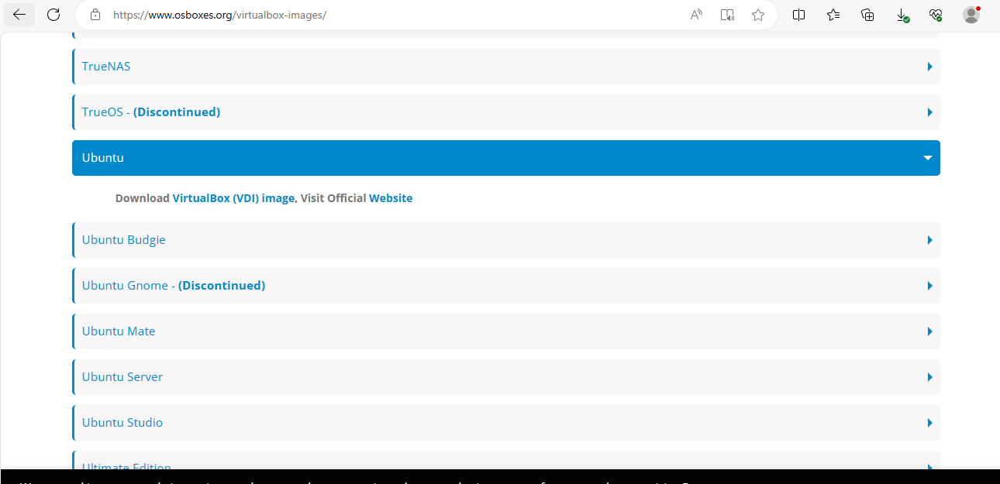 https://www.osboxes.org/virtualbox-images/
TrueNAS
TrueOS - (Discontinued)
Ubuntu
Download VirtualBox (VDI) image, Visit Official Website
Ubuntu Budgie
Ubuntu Gnome - (Discontinued)
Ubuntu Mate
Ubuntu Server
Ubuntu Studio
Ultimate Edition